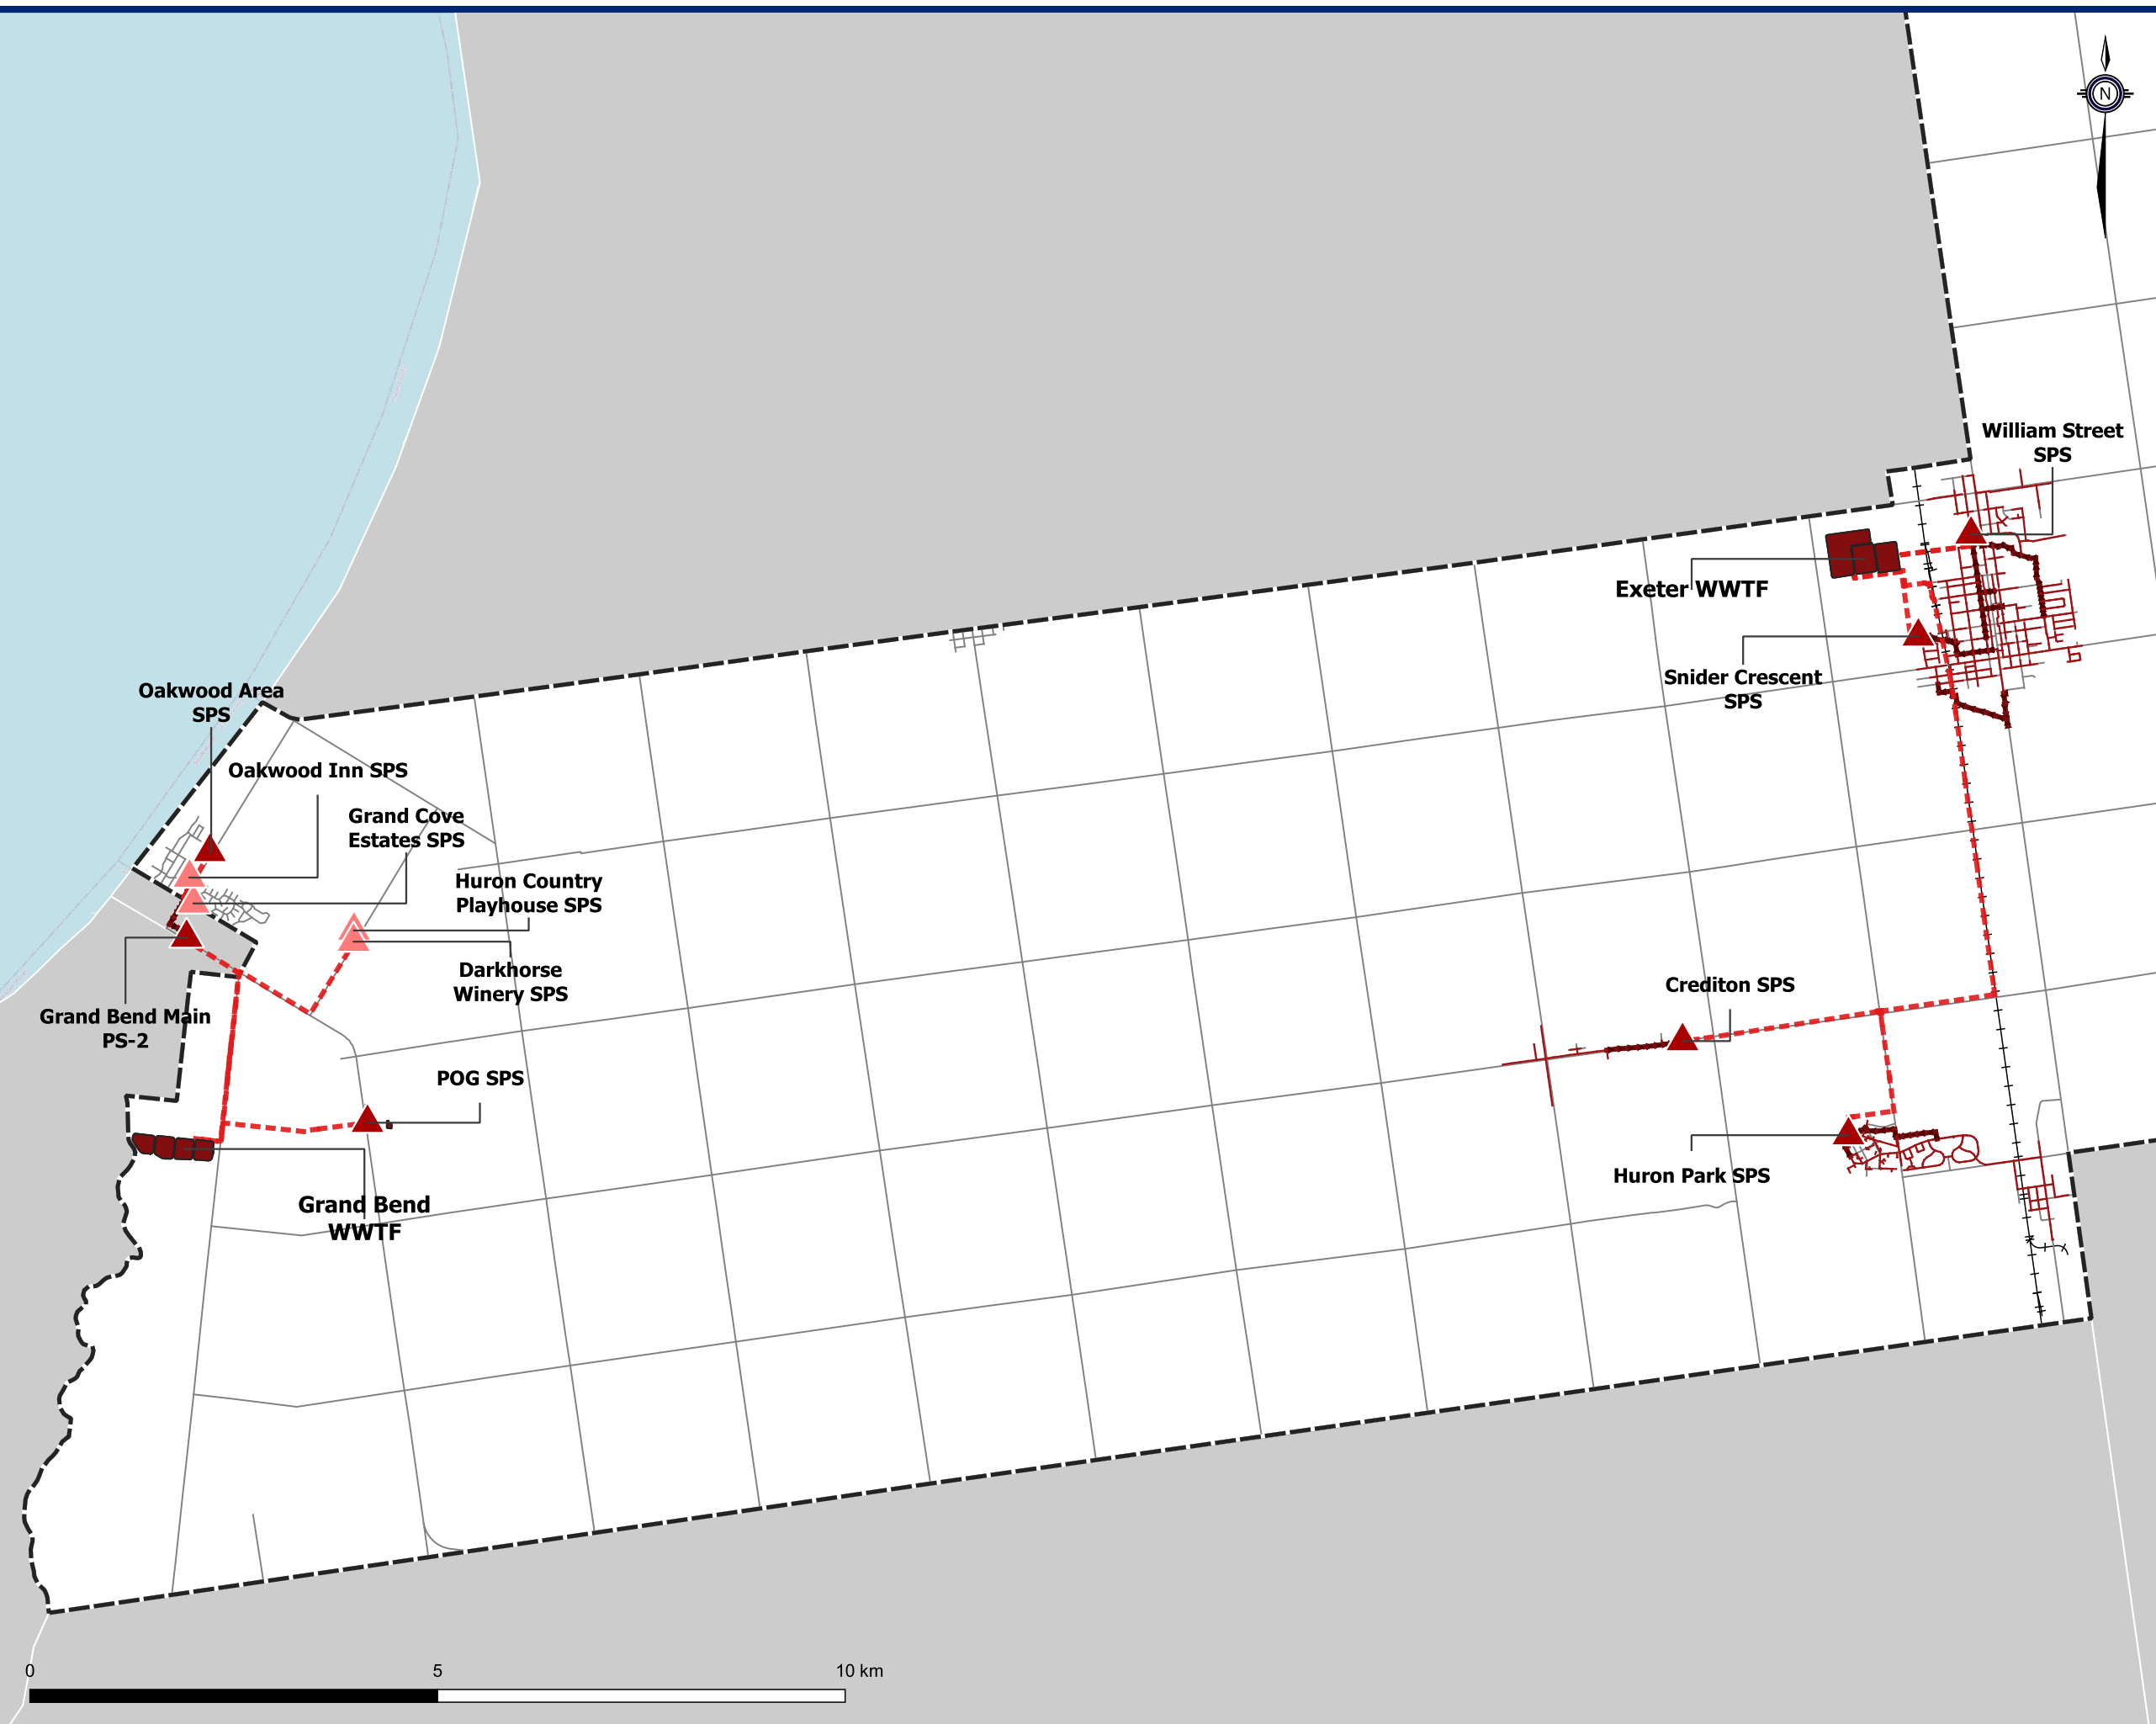 N
William Street
SPS
Exeter WWTF
Snider Crescent
SPS
Oakwood Area
SPS
Oakwood Inn SPS
Grand Cove
Estates SPS
Huron Country
Playhouse SPS
Darkhorse
Winery SPS
Crediton SPS
Grand Bend Main
PS-2
POG SPS
Huron Park SPS
Grand Bend
WWTF
0
5
10 km